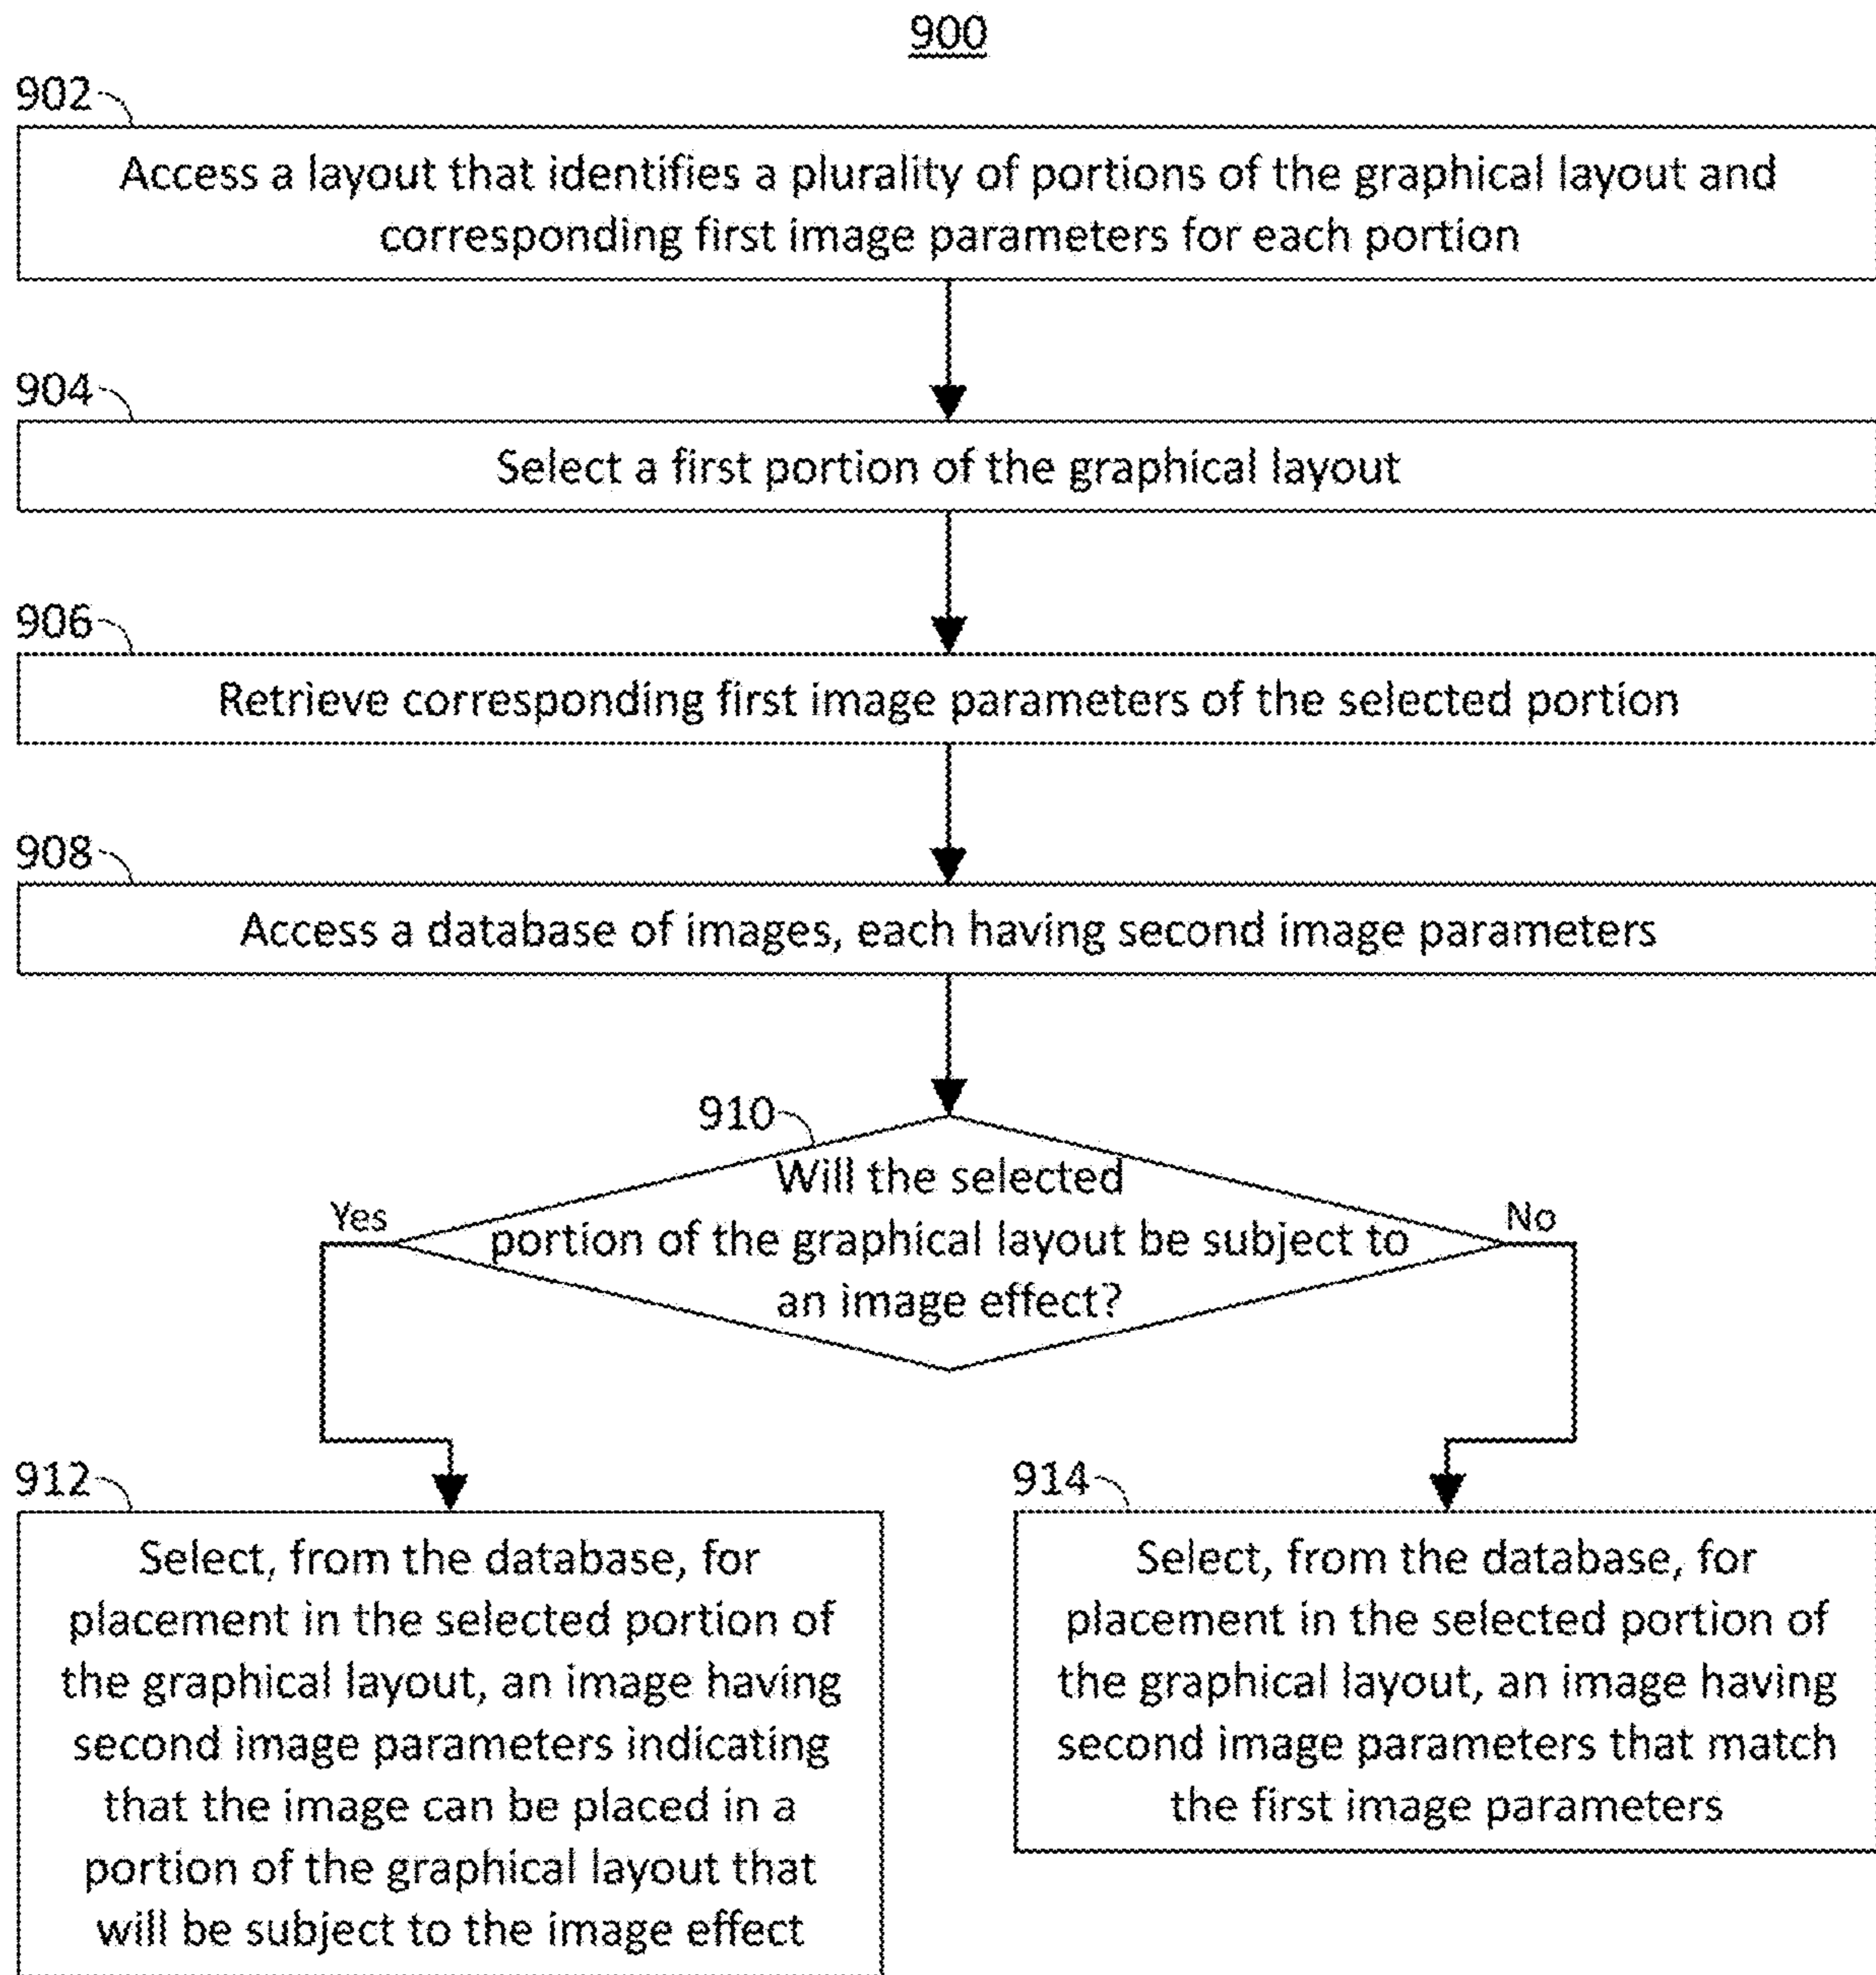 900
902
Access a layout that identifies a plurality of portions of the graphical layout and
corresponding first image parameters for each portion
904
Select a first portion of the graphical layout
906
Retrieve corresponding first image parameters of the selected portion
908
Access a database of images, each having second image parameters
910
Will the selected
portion of the graphical layout be subject to
an image effect?
Yes
No
912
Select, from the database, for
placement in the selected portion of
the graphical layout, an image having
second image parameters indicating
that the image can be placed in a
portion of the graphical layout that
will be subject to the image effect
914
Select, from the database, for
placement in the selected portion of
the graphical layout, an image having
second image parameters that match
the first image parameters